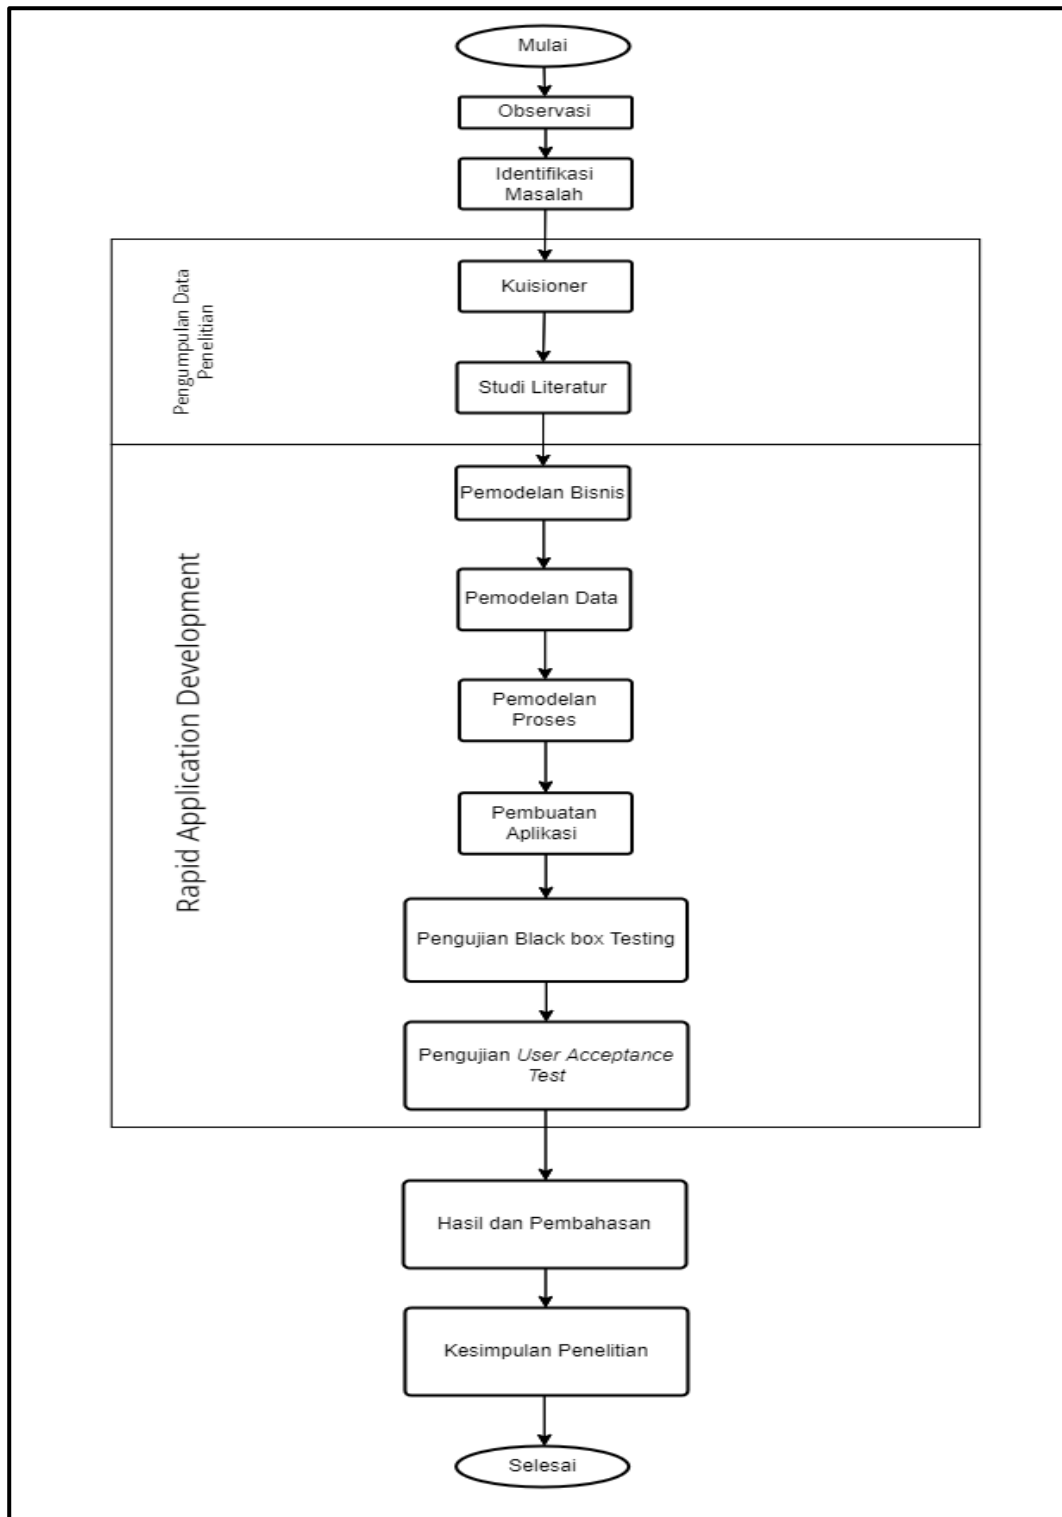 Mulai
Observasi
Identifikasi
Masalah
Pengumpulan Data
Penelitian
Kuisioner
Studi Literatur
Rapid Application Development
Pemodelan Bisnis
Pemodelan Data
Pemodelan
Proses
Pembuatan
Aplikasi
Pengujian Black box Testing
Pengujian User Acceptance
Test
Hasil dan Pembahasan
Kesimpulan Penelitian
Selesai